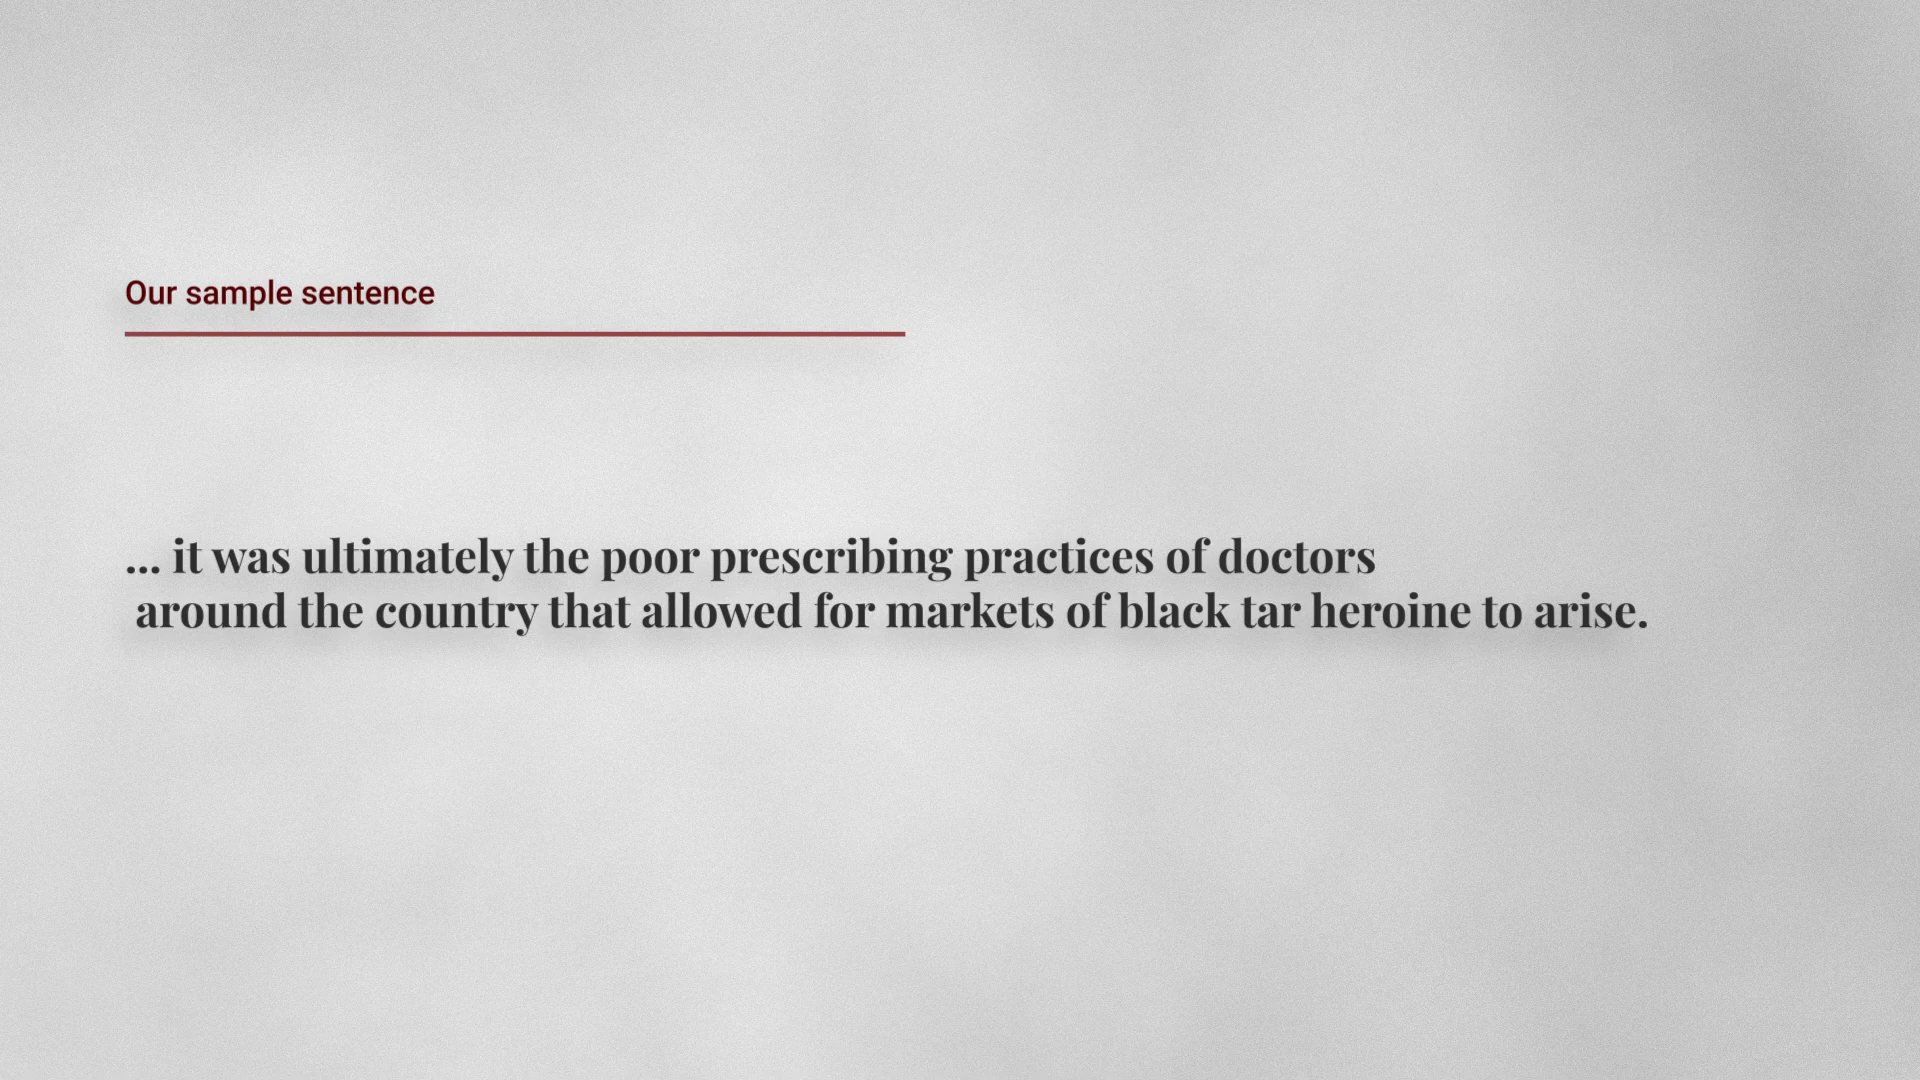 Our sample sentence
... it was ultimately the poor prescribing practices of doctors
around the country that allowed for markets of black tar heroine to arise.